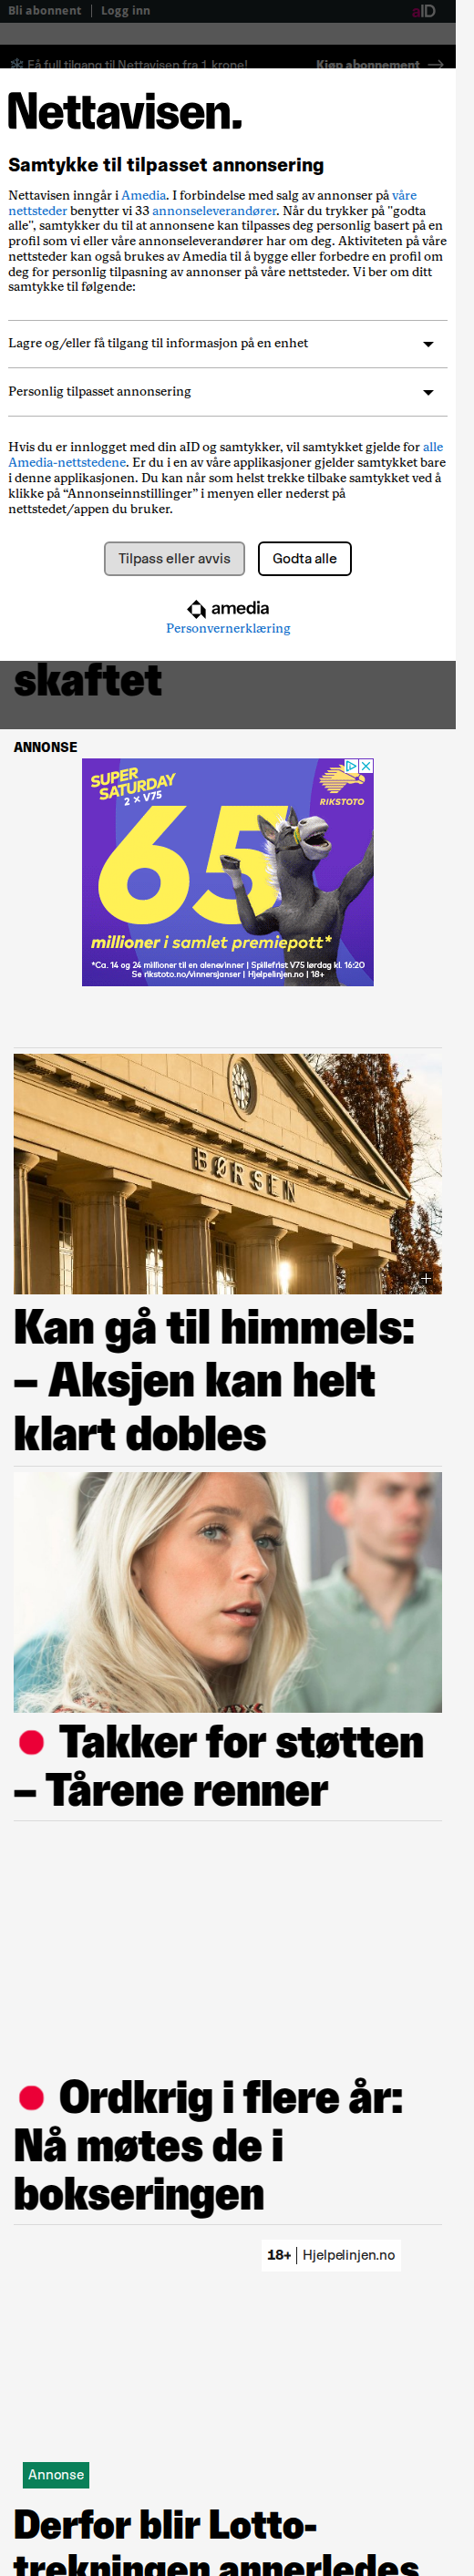 Bli abonnent | Logg inn aID
Få full tilgang til Nettavisen fra 1 krone! Kjøp abonnement →
Nettavisen.
Samtykke til tilpasset annonsering
Nettavisen inngår i Amedia. I forbindelse med salg av annonser på våre
nettsteder benytter vi 33 annonseleverandører. Når du trykker på "godta
alle", samtykker du til at annonsene kan tilpasses deg personlig basert på en
profil som vi eller våre annonseleverandører har om deg. Aktiviteten på våre
nettsteder kan også brukes av Amedia til å bygge eller forbedre en profil om
deg for personlig tilpasning av annonser på våre nettsteder. Vi ber om ditt
samtykke til følgende:
Lagre og/eller få tilgang til informasjon på en enhet
Personlig tilpasset annonsering
Hvis du er innlogget med din aID og samtykker, vil samtykket gjelde for alle
Amedia-nettstedene. Er du i en av våre applikasjoner gjelder samtykket bare
i denne applikasjonen. Du kan når som helst trekke tilbake samtykket ved å
klikke på “Annonseinnstillinger” i menyen eller nederst på
nettstedet/appen du bruker.
Tilpass eller avvis Godta alle
amedia
Personvernerklæring
skaftet
ANNONSE
SUPER
SATURDAY
2 x V75
RIKSTOTO
65
millioner i samlet premiepott*
*Ca. 14 og 24 millioner til en alenevinner | Spillefrist V75 lørdag kl. 16:20
Se rikstoto.no/vinnersjanser | Hjelpelinjen.no | 18+
BØRSEN
Kan gå til himmels:
– Aksjen kan helt
klart dobles
Takker for støtten
– Tårene renner
Ordkrig i flere år:
Nå møtes de i
bokseringen
18+ | Hjelpelinjen.no
Annonse
Derfor blir Lotto-
trekningen annerledes